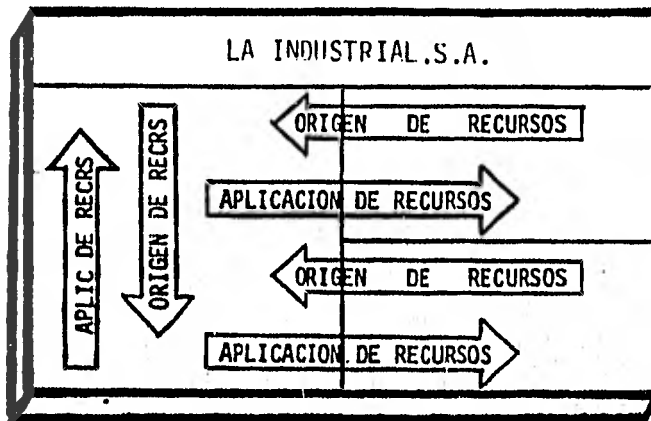 LA INDUSTRIAL.S.A.
APLIC DE RECRS
ORIGEN DE RECRS
ORIGEN DE RECURSOS
APLICACION DE RECURSOS
ORIGEN DE RECURSOS
APLICACION DE RECURSOS